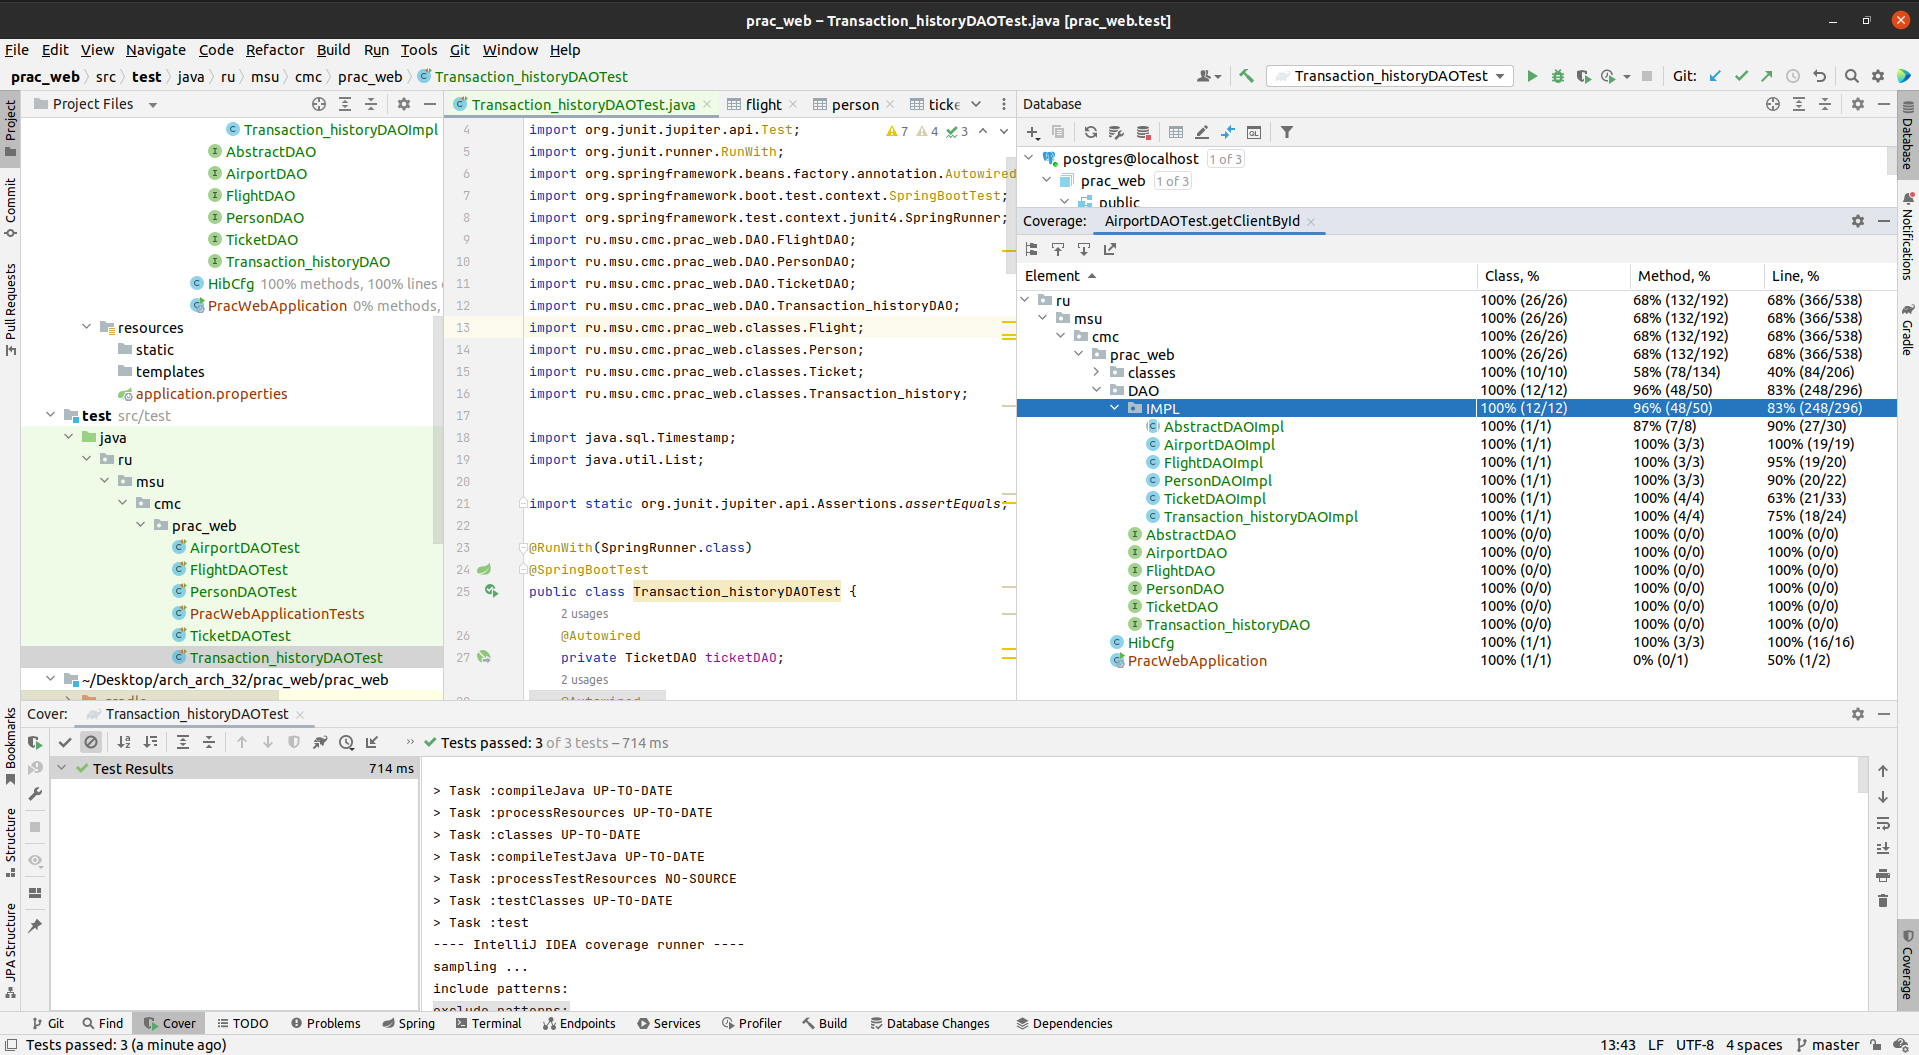 prac_web – Transaction_historyDAOTest.java [prac_web.test]
File Edit View Navigate Code Refactor Build Run Tools Git Window Help
prac_web src test java ru msu cmc prac_web Transaction_historyDAOTest
Transaction_historyDAOTest Git:
Project
Commit
Pull Requests
Bookmarks
Structure
JPA Structure
Project Files
Transaction_historyDAOImpl
AbstractDAO
AirportDAO
FlightDAO
PersonDAO
TicketDAO
Transaction_historyDAO
HibCfg 100% methods, 100% lines
PracWebApplication 0% methods,
resources
static
templates
application.properties
test src/test
java
ru
msu
cmc
prac_web
AirportDAOTest
FlightDAOTest
PersonDAOTest
PracWebApplicationTests
TicketDAOTest
Transaction_historyDAOTest
~/Desktop/arch_arch_32/prac_web/prac_web
Transaction_historyDAOTest.java flight person
7 4 3
4 import org.junit.jupiter.api.Test;
5 import org.junit.runner.RunWith;
6 import org.springframework.beans.factory.annotation.Autowired
7 import org.springframework.boot.test.context.SpringBootTest;
8 import org.springframework.test.context.junit4.SpringRunner;
9 import ru.msu.cmc.prac_web.DAO.FlightDAO;
10 import ru.msu.cmc.prac_web.DAO.PersonDAO;
11 import ru.msu.cmc.prac_web.DAO.TicketDAO;
12 import ru.msu.cmc.prac_web.DAO.Transaction_historyDAO;
13 import ru.msu.cmc.prac_web.classes.Flight;
14 import ru.msu.cmc.prac_web.classes.Person;
15 import ru.msu.cmc.prac_web.classes.Ticket;
16 import ru.msu.cmc.prac_web.classes.Transaction_history;
17
18 import java.sql.Timestamp;
19 import java.util.List;
20
21 import static org.junit.jupiter.api.Assertions.assertEquals;
22
23 @RunWith(SpringRunner.class)
24 @SpringBootTest
25 public class Transaction_historyDAOTest {
2 usages
26 @Autowired
27 private TicketDAO ticketDAO;
2 usages
Database
postgres@localhost 1 of 3
prac_web 1 of 3
public
Coverage: AirportDAOTest.getClientById
Element Class, % Method, % Line, %
ru 100% (26/26) 68% (132/192) 68% (366/538)
msu 100% (26/26) 68% (132/192) 68% (366/538)
cmc 100% (26/26) 68% (132/192) 68% (366/538)
prac_web 100% (26/26) 68% (132/192) 68% (366/538)
classes 100% (10/10) 58% (78/134) 40% (84/206)
DAO 100% (12/12) 96% (48/50) 83% (248/296)
IMPL 100% (12/12) 96% (48/50) 83% (248/296)
AbstractDAOImpl 100% (1/1) 87% (7/8) 90% (27/30)
AirportDAOImpl 100% (1/1) 100% (3/3) 100% (19/19)
FlightDAOImpl 100% (1/1) 100% (3/3) 95% (19/20)
PersonDAOImpl 100% (1/1) 100% (3/3) 90% (20/22)
TicketDAOImpl 100% (1/1) 100% (4/4) 63% (21/33)
Transaction_historyDAOImpl 100% (1/1) 100% (4/4) 75% (18/24)
AbstractDAO 100% (0/0) 100% (0/0) 100% (0/0)
AirportDAO 100% (0/0) 100% (0/0) 100% (0/0)
FlightDAO 100% (0/0) 100% (0/0) 100% (0/0)
PersonDAO 100% (0/0) 100% (0/0) 100% (0/0)
TicketDAO 100% (0/0) 100% (0/0) 100% (0/0)
Transaction_historyDAO 100% (0/0) 100% (0/0) 100% (0/0)
HibCfg 100% (1/1) 100% (3/3) 100% (16/16)
PracWebApplication 100% (1/1) 0% (0/1) 50% (1/2)
Database
Notifications
Gradle
Coverage
Cover: Transaction_historyDAOTest
Tests passed: 3 of 3 tests – 714 ms
Test Results 714 ms
> Task :compileJava UP-TO-DATE
> Task :processResources UP-TO-DATE
> Task :classes UP-TO-DATE
> Task :compileTestJava UP-TO-DATE
> Task :processTestResources NO-SOURCE
> Task :testClasses UP-TO-DATE
> Task :test
---- IntelliJ IDEA coverage runner ----
sampling ...
include patterns:
exclude patterns:
Git Find Cover TODO Problems Spring Terminal Endpoints Services Profiler Build Database Changes Dependencies
Tests passed: 3 (a minute ago) 13:43 LF UTF-8 4 spaces master